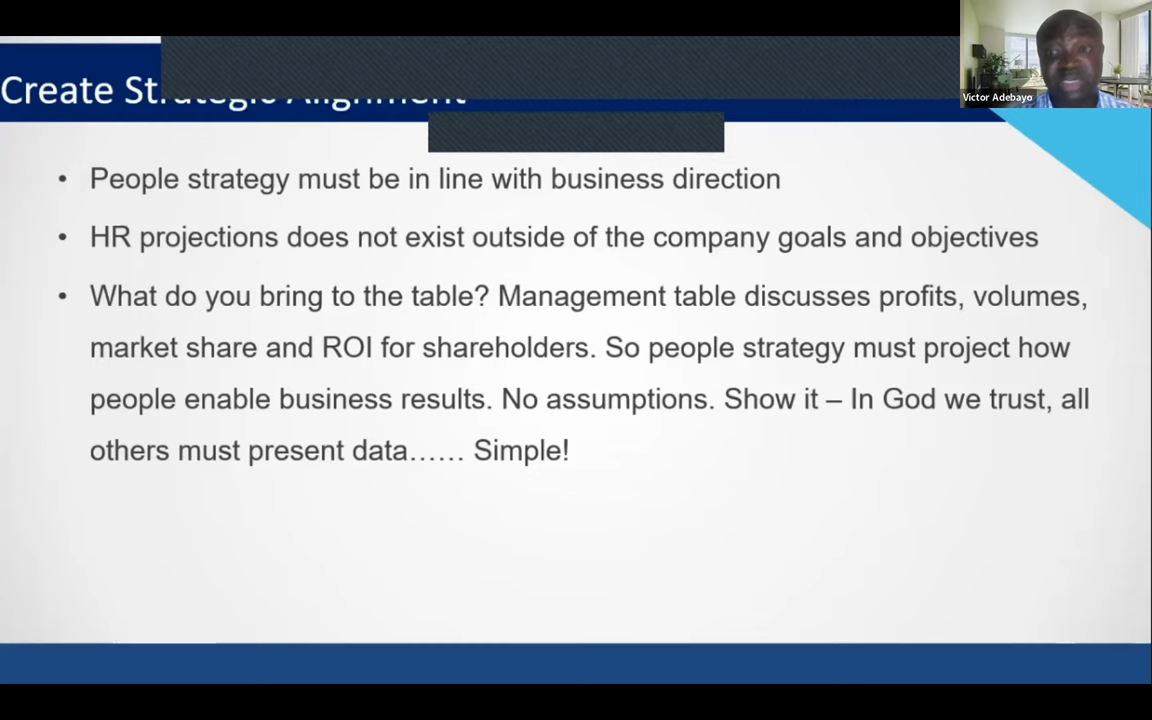 Create Strategic Alignment
Victor Adebayo
• People strategy must be in line with business direction
• HR projections does not exist outside of the company goals and objectives
• What do you bring to the table? Management table discusses profits, volumes,
market share and ROI for shareholders. So people strategy must project how
people enable business results. No assumptions. Show it – In God we trust, all
others must present data…… Simple!